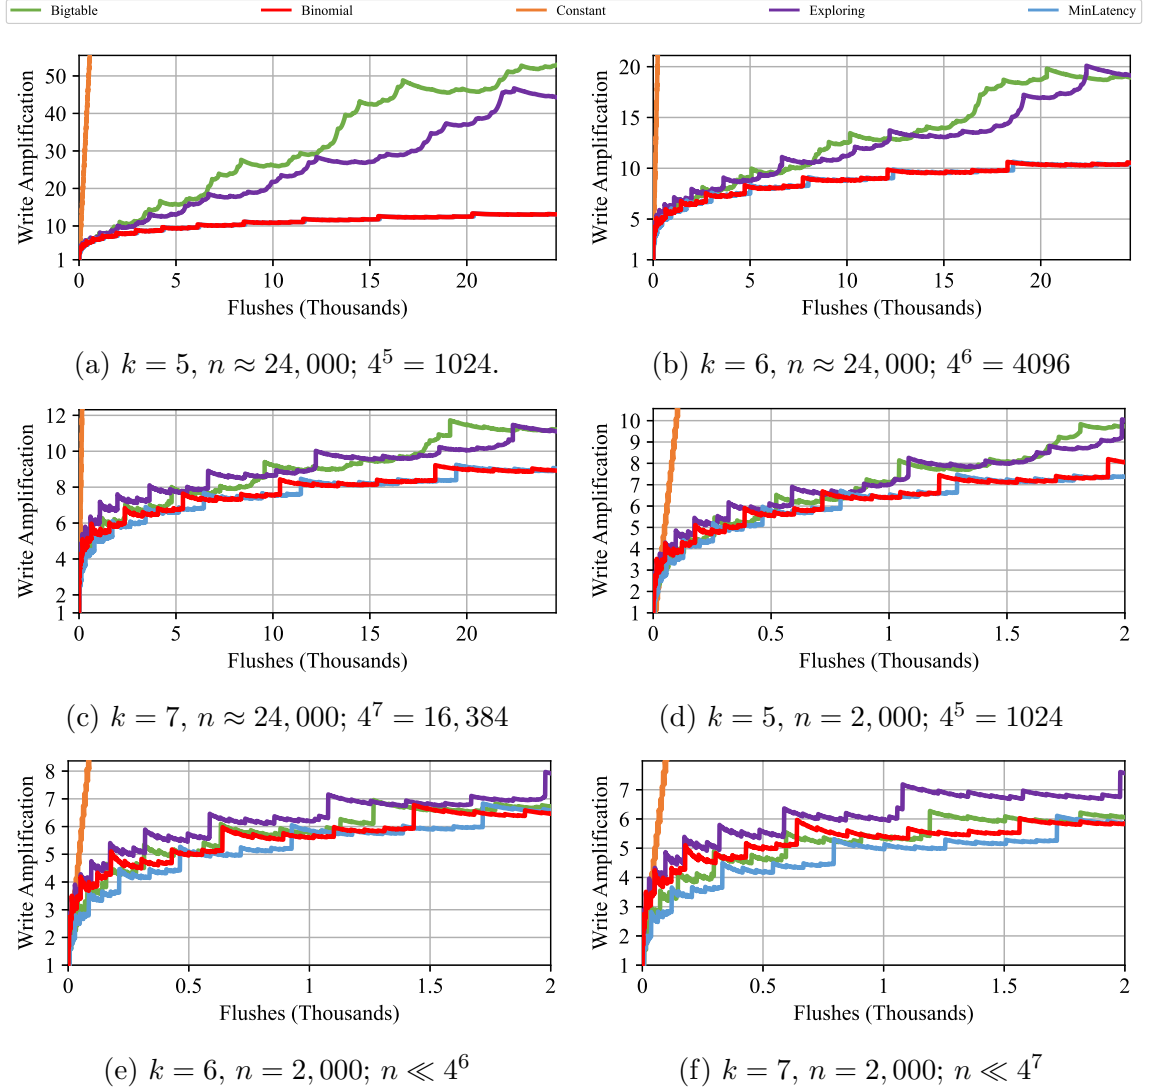 Bigtable Binomial Constant Exploring MinLatency
Write Amplification
50
40
30
20
10
1
0 5 10 15 20
Flushes (Thousands)
(a) k = 5, n ≈ 24,000; 4^5 = 1024.
Write Amplification
20
15
10
5
1
0 5 10 15 20
Flushes (Thousands)
(b) k = 6, n ≈ 24,000; 4^6 = 4096
Write Amplification
12
10
8
6
4
2
1
0 5 10 15 20
Flushes (Thousands)
(c) k = 7, n ≈ 24,000; 4^7 = 16,384
Write Amplification
10
9
8
7
6
5
4
3
2
1
0 0.5 1 1.5 2
Flushes (Thousands)
(d) k = 5, n = 2,000; 4^5 = 1024
Write Amplification
8
7
6
5
4
3
2
1
0 0.5 1 1.5 2
Flushes (Thousands)
(e) k = 6, n = 2,000; n ≪ 4^6
Write Amplification
7
6
5
4
3
2
1
0 0.5 1 1.5 2
Flushes (Thousands)
(f) k = 7, n = 2,000; n ≪ 4^7